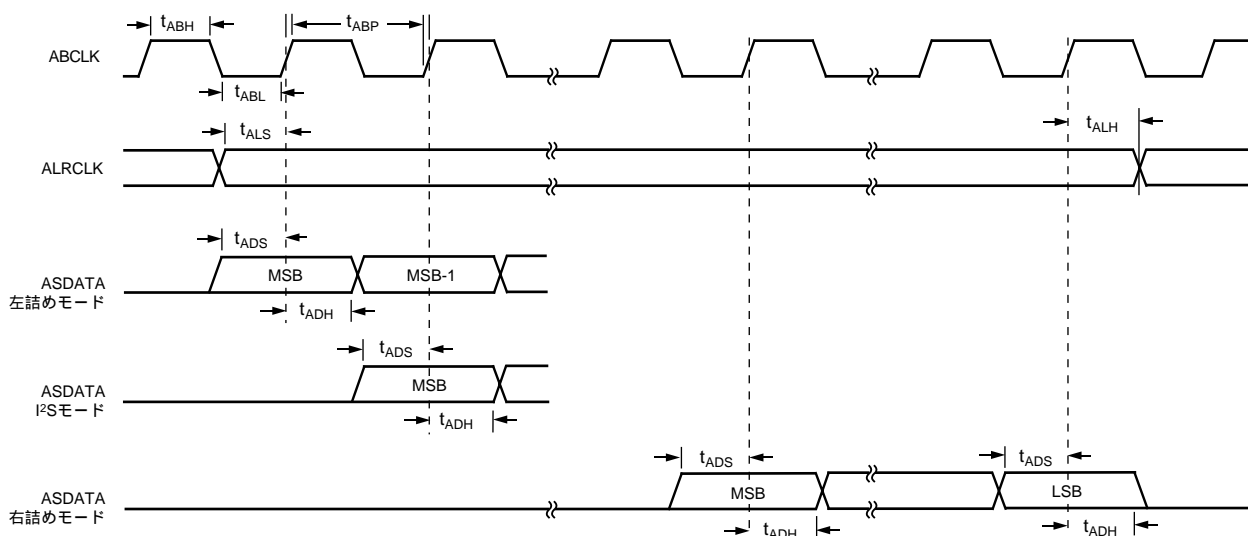 tABH
tABP
ABCLK
tABL
tALS
tALH
ALRCLK
tADS
MSB
MSB-1
ASDATA
左詰めモード
tADH
tADS
MSB
ASDATA
I²Sモード
tADH
tADS
tADS
MSB
LSB
ASDATA
右詰めモード
tADH
tADH